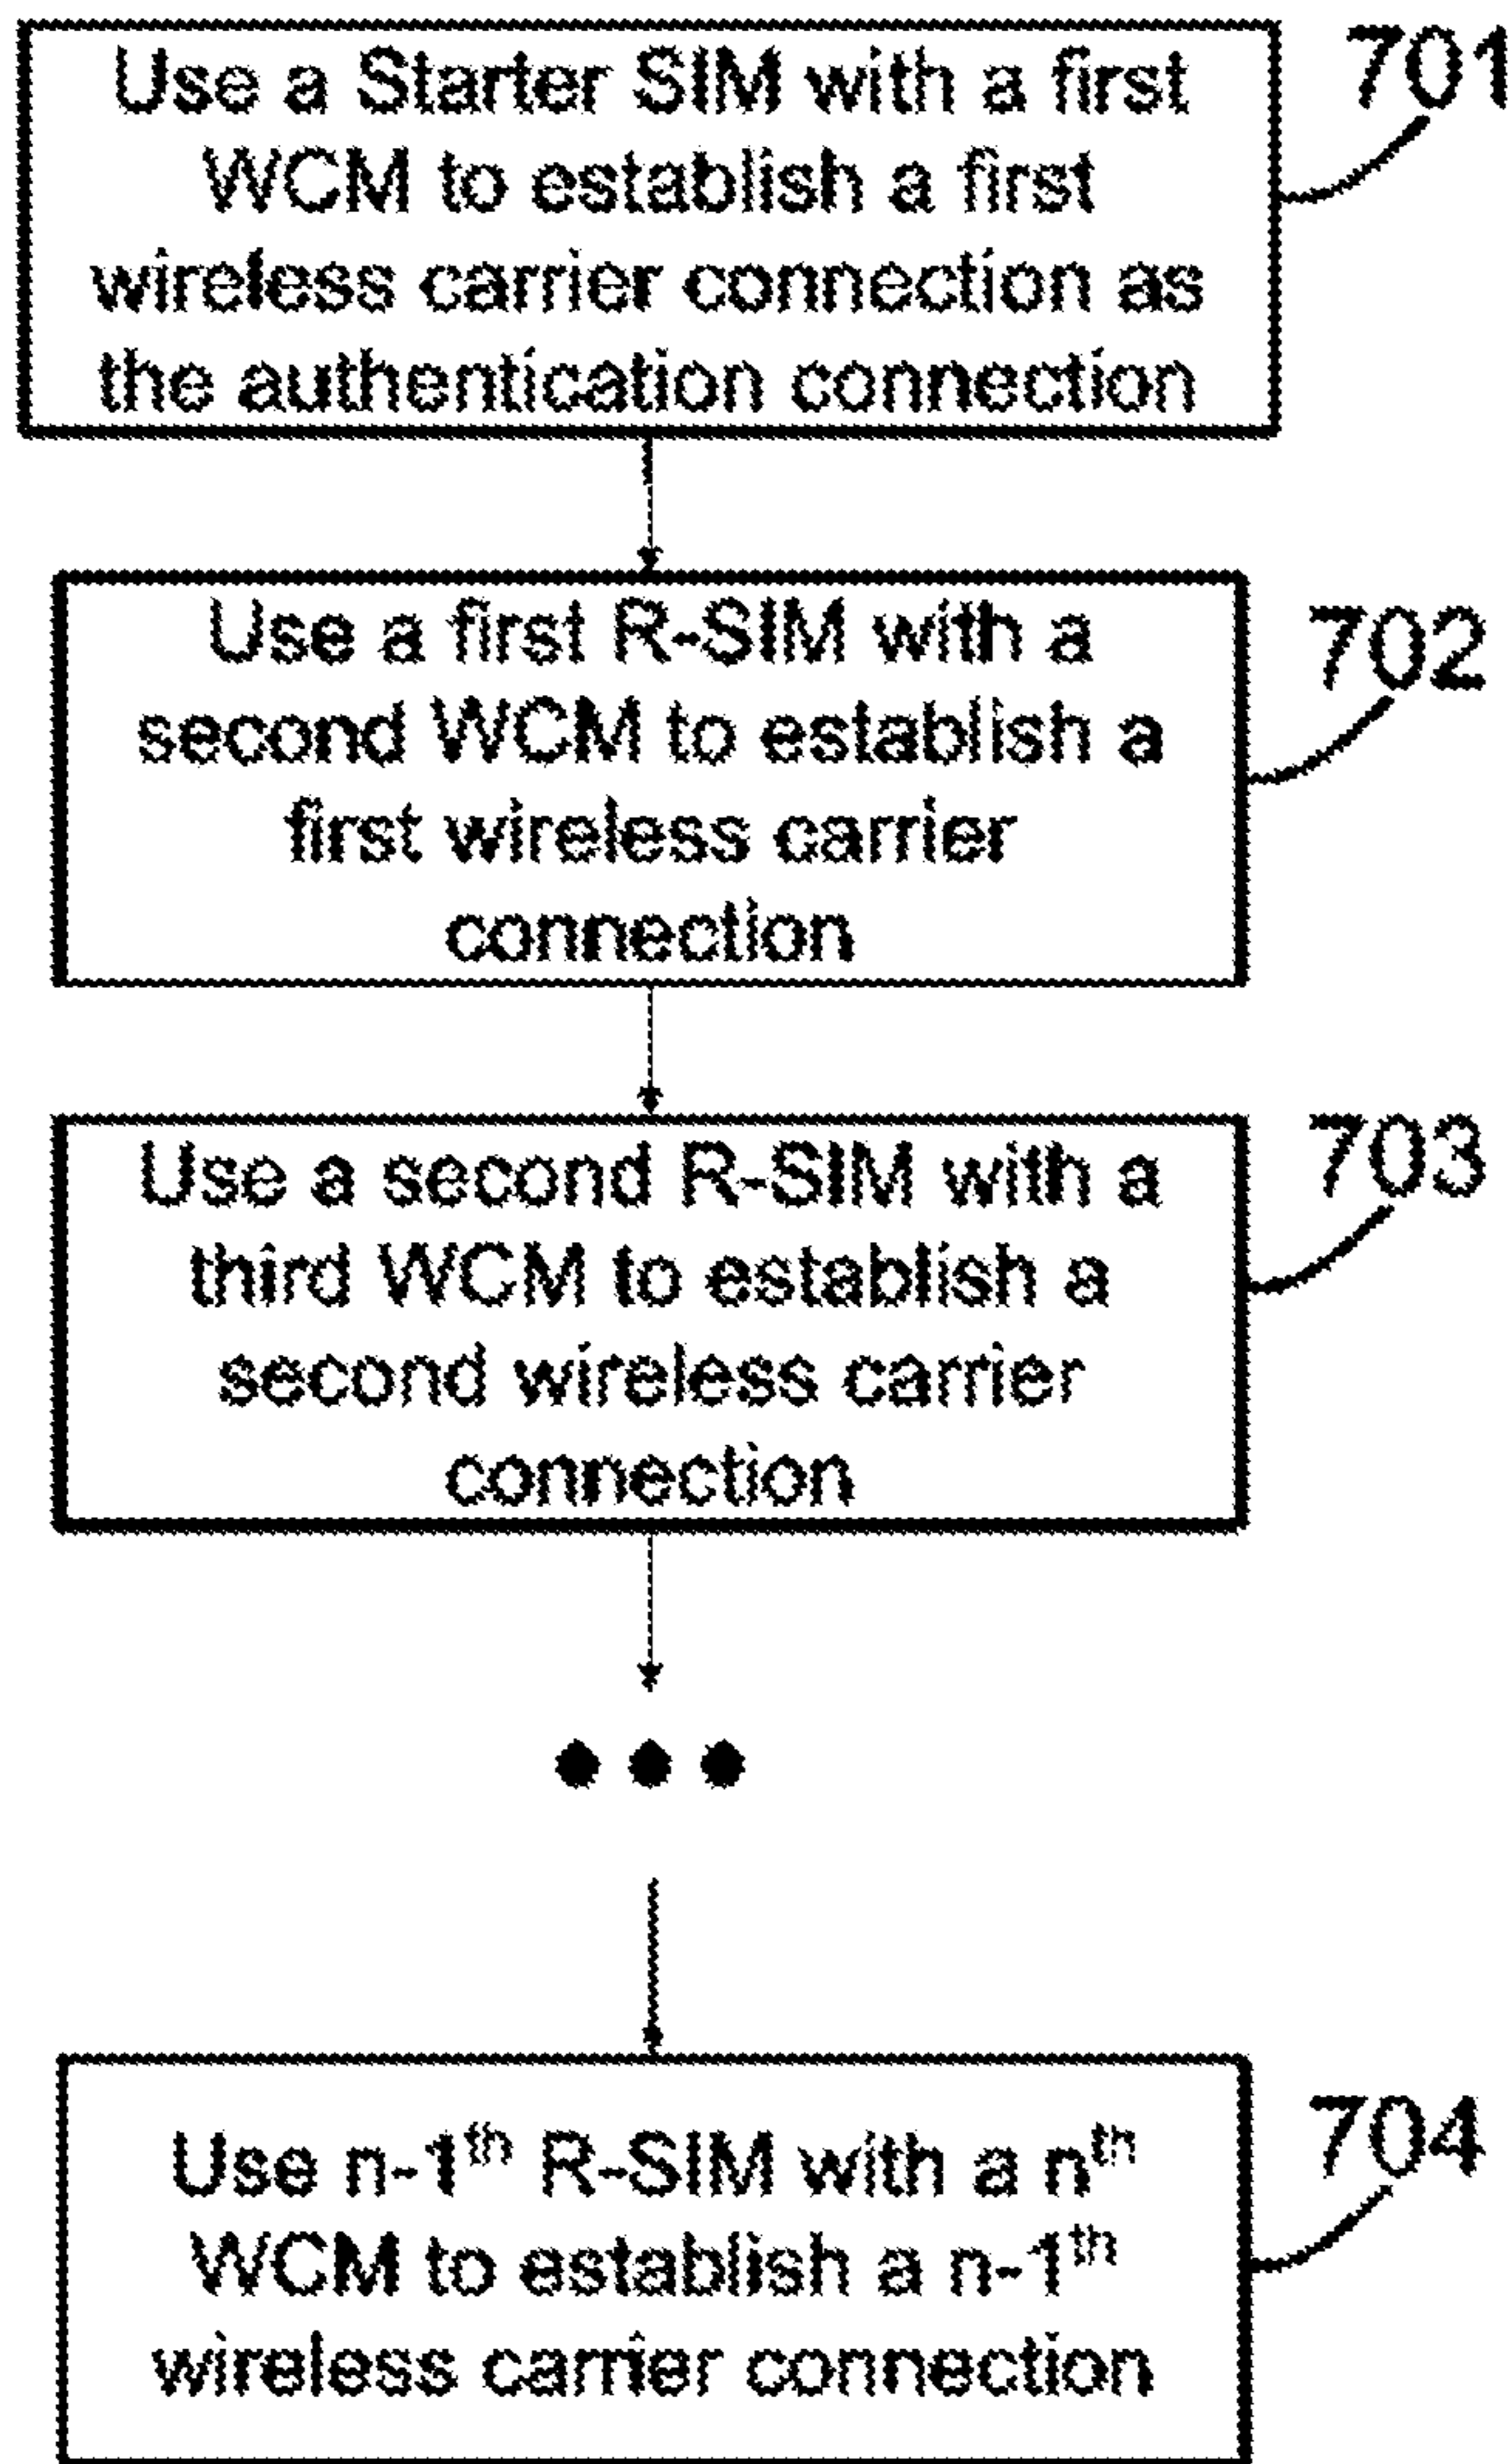 Use a Starter SIM with a first
WCM to establish a first
wireless carrier connection as
the authentication connection
701
Use a first R-SIM with a
second WCM to establish a
first wireless carrier
connection
702
Use a second R-SIM with a
third WCM to establish a
second wireless carrier
connection
703
Use n-1th R-SIM with a nth
WCM to establish a n-1th
wireless carrier connection
704